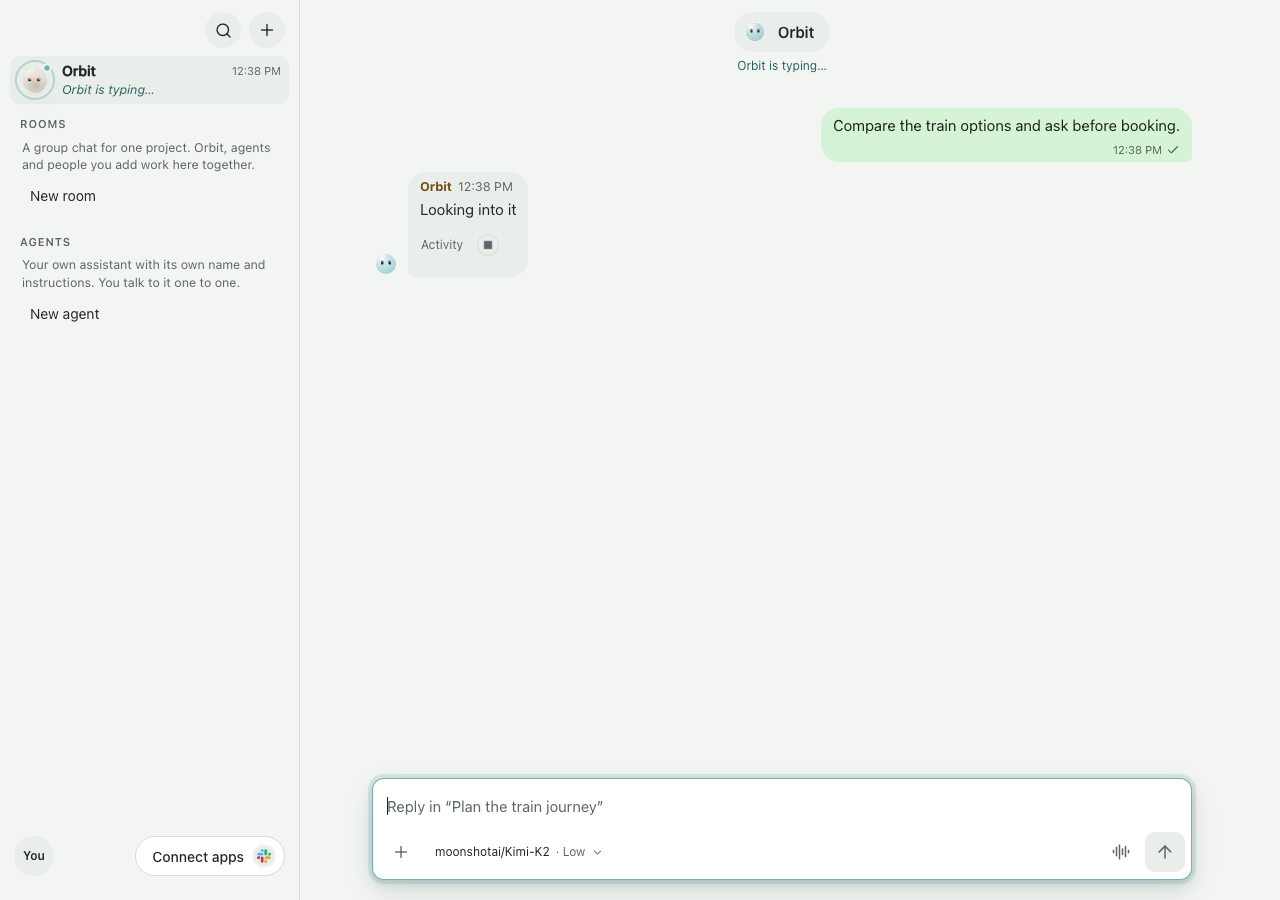 Orbit
12:38 PM
Orbit is typing...
ROOMS
A group chat for one project. Orbit, agents
and people you add work here together.
New room
AGENTS
Your own assistant with its own name and
instructions. You talk to it one to one.
New agent
You
Connect apps
Orbit
Orbit is typing...
Compare the train options and ask before booking.
12:38 PM
Orbit 12:38 PM
Looking into it
Activity
Reply in “Plan the train journey”
moonshotai/Kimi-K2 · Low